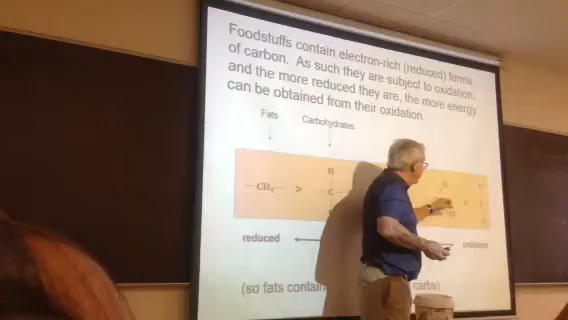 Foodstuffs contain electron-rich (reduced) forms
of carbon. As such they are subject to oxidation,
and the more reduced they are, the more energy
can be obtained from their oxidation.
Fats
Carbohydrates
H
—CH₂— > —C
reduced
oxidized
(so fats contain
carbs)